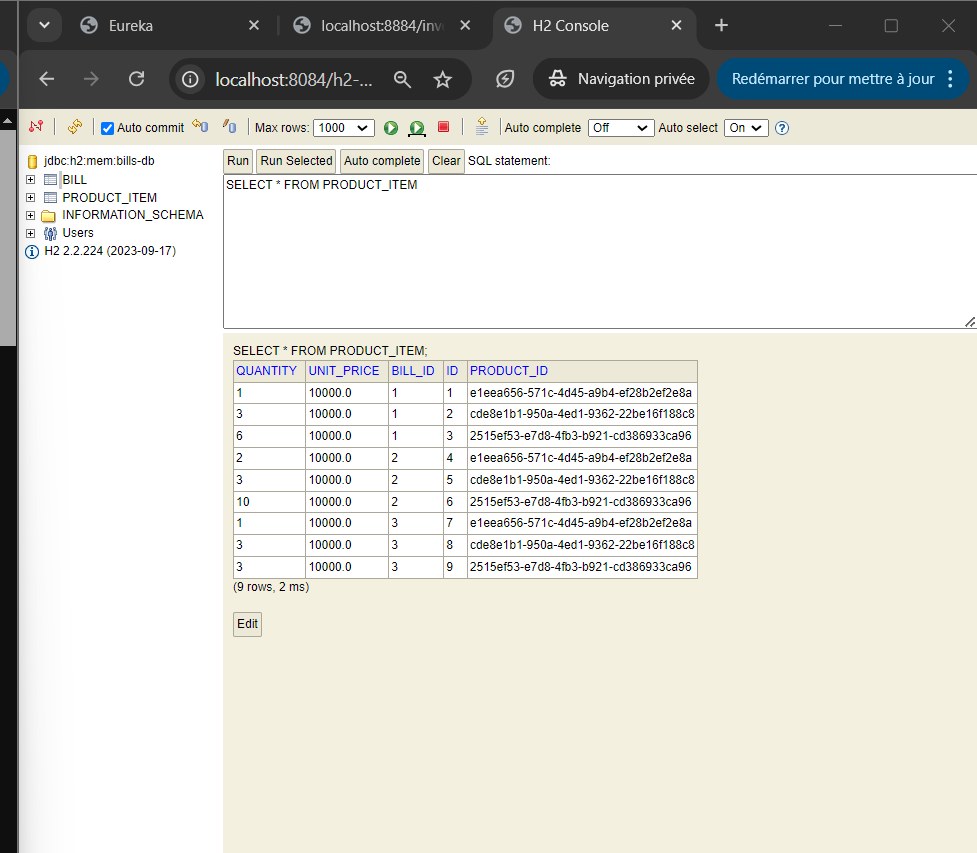 Eureka
localhost:8884/inv
H2 Console
localhost:8084/h2-...
Navigation privée
Redémarrer pour mettre à jour
Auto commit
Max rows: 1000
Auto complete Off
Auto select On
jdbc:h2:mem:bills-db
BILL
PRODUCT_ITEM
INFORMATION_SCHEMA
Users
H2 2.2.224 (2023-09-17)
Run Run Selected Auto complete Clear SQL statement:
SELECT * FROM PRODUCT_ITEM
SELECT * FROM PRODUCT_ITEM;
QUANTITY UNIT_PRICE BILL_ID ID PRODUCT_ID
1 10000.0 1 1 e1eea656-571c-4d45-a9b4-ef28b2ef2e8a
3 10000.0 1 2 cde8e1b1-950a-4ed1-9362-22be16f188c8
6 10000.0 1 3 2515ef53-e7d8-4fb3-b921-cd386933ca96
2 10000.0 2 4 e1eea656-571c-4d45-a9b4-ef28b2ef2e8a
3 10000.0 2 5 cde8e1b1-950a-4ed1-9362-22be16f188c8
10 10000.0 2 6 2515ef53-e7d8-4fb3-b921-cd386933ca96
1 10000.0 3 7 e1eea656-571c-4d45-a9b4-ef28b2ef2e8a
3 10000.0 3 8 cde8e1b1-950a-4ed1-9362-22be16f188c8
3 10000.0 3 9 2515ef53-e7d8-4fb3-b921-cd386933ca96
(9 rows, 2 ms)
Edit